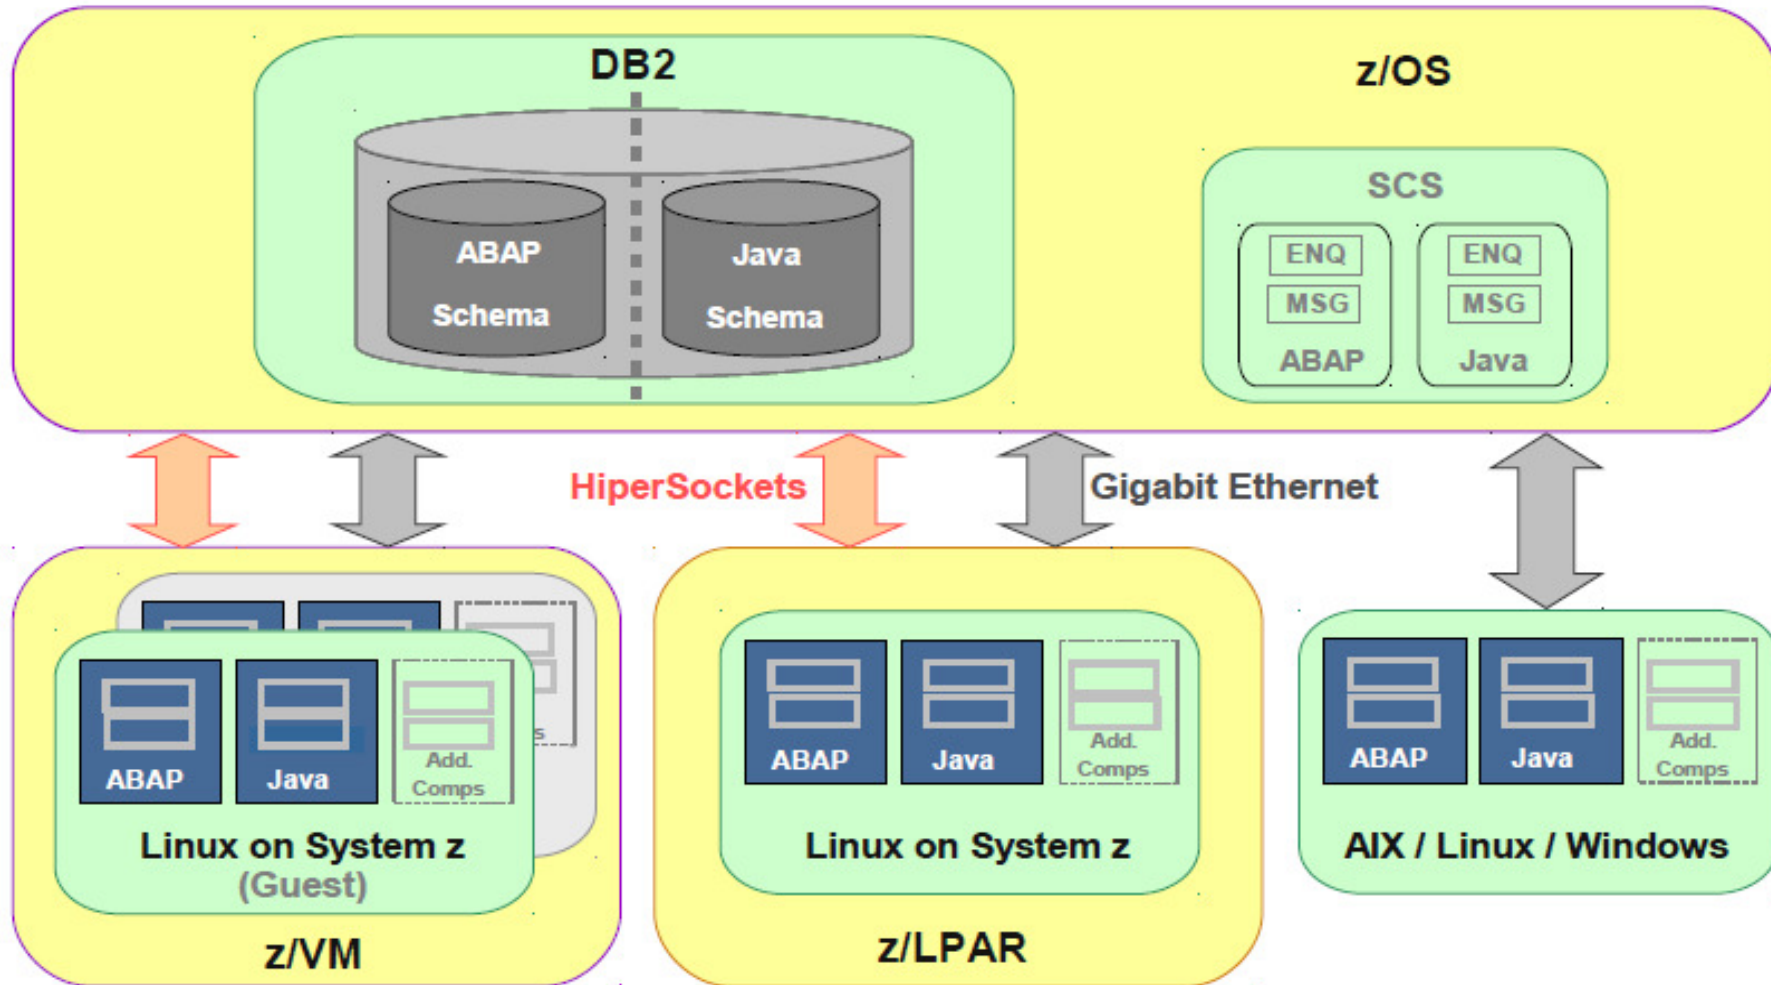 DB2
z/OS
ABAP
Schema
Java
Schema
SCS
ENQ
MSG
ABAP
ENQ
MSG
Java
HiperSockets
Gigabit Ethernet
ABAP
Java
Add.
Comps
Linux on System z
(Guest)
z/VM
ABAP
Java
Add.
Comps
Linux on System z
z/LPAR
ABAP
Java
Add.
Comps
AIX / Linux / Windows